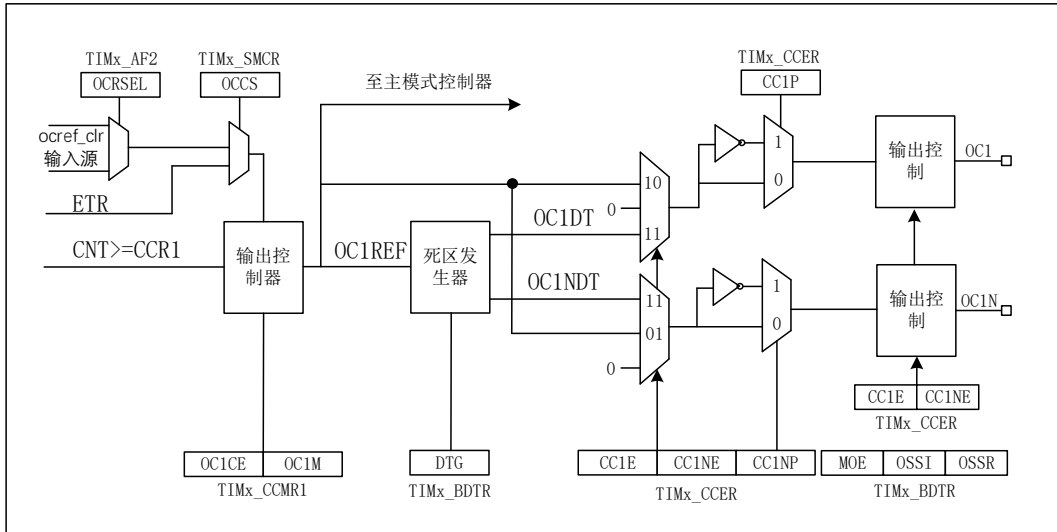 TIMx_AF2
TIMx_SMCR
TIMx_CCER
OCRSEL
OCCS
至主模式控制器
CC1P
ocref_clr
输入源
1
0
输出控
制
OC1
ETR
10
0
11
OC1DT
CNT>=CCR1
输出控
制器
OC1REF
死区发
生器
OC1NDT
11
01
0
1
0
输出控
制
OC1N
CC1E
CC1NE
TIMx_CCER
OC1CE
OC1M
TIMx_CCMR1
DTG
TIMx_BDTR
CC1E
CC1NE
CC1NP
TIMx_CCER
MOE
OSSI
OSSR
TIMx_BDTR